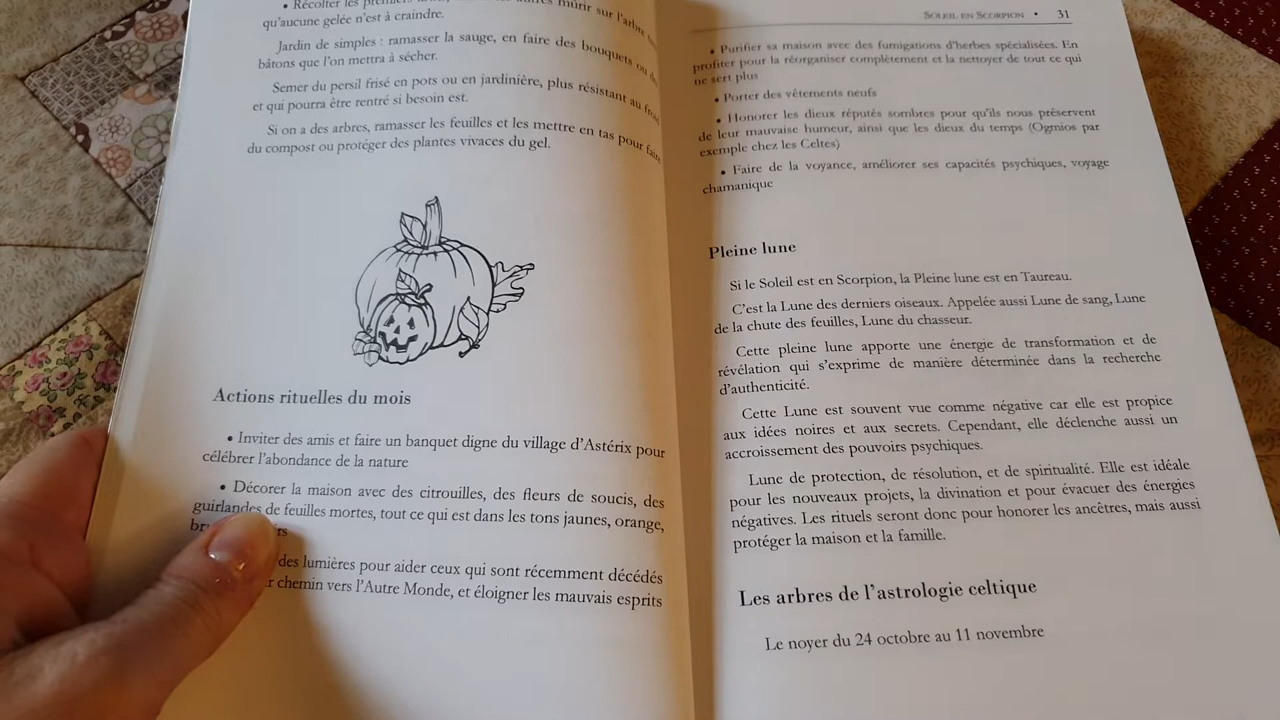 • Récolter les premiers mûrir sur l'arbre
qu'aucune gelée n'est à craindre.
Jardin de simples : ramasser la sauge, en faire des bouquets ou
bâtons que l'on mettra à sécher.
Semer du persil frisé en pots ou en jardinière, plus résistant au froid
et qui pourra être rentré si besoin est.
Si on a des arbres, ramasser les feuilles et les mettre en tas pour faire
du compost ou protéger des plantes vivaces du gel.
Actions rituelles du mois
• Inviter des amis et faire un banquet digne du village d'Astérix pour
célébrer l'abondance de la nature
• Décorer la maison avec des citrouilles, des fleurs de soucis, des
guirlandes de feuilles mortes, tout ce qui est dans les tons jaunes, orange,
des lumières pour aider ceux qui sont récemment décédés
chemin vers l'Autre Monde, et éloigner les mauvais esprits
Soleil en Scorpion • 31
• Purifier sa maison avec des fumigations d'herbes spécialisées. En
profiter pour la réorganiser complètement et la nettoyer de tout ce qui
ne sert plus
• Porter des vêtements neufs
• Honorer les dieux réputés sombres pour qu'ils nous préservent
de leur mauvaise humeur, ainsi que les dieux du temps (Ogmios par
exemple chez les Celtes)
• Faire de la voyance, améliorer ses capacités psychiques, voyage
chamanique
Pleine lune
Si le Soleil est en Scorpion, la Pleine lune est en Taureau.
C'est la Lune des derniers oiseaux. Appelée aussi Lune de sang, Lune
de la chute des feuilles, Lune du chasseur.
Cette pleine lune apporte une énergie de transformation et de
révélation qui s'exprime de manière déterminée dans la recherche
d'authenticité.
Cette Lune est souvent vue comme négative car elle est propice
aux idées noires et aux secrets. Cependant, elle déclenche aussi un
accroissement des pouvoirs psychiques.
Lune de protection, de résolution, et de spiritualité. Elle est idéale
pour les nouveaux projets, la divination et pour évacuer des énergies
négatives. Les rituels seront donc pour honorer les ancêtres, mais aussi
protéger la maison et la famille.
Les arbres de l'astrologie celtique
Le noyer du 24 octobre au 11 novembre